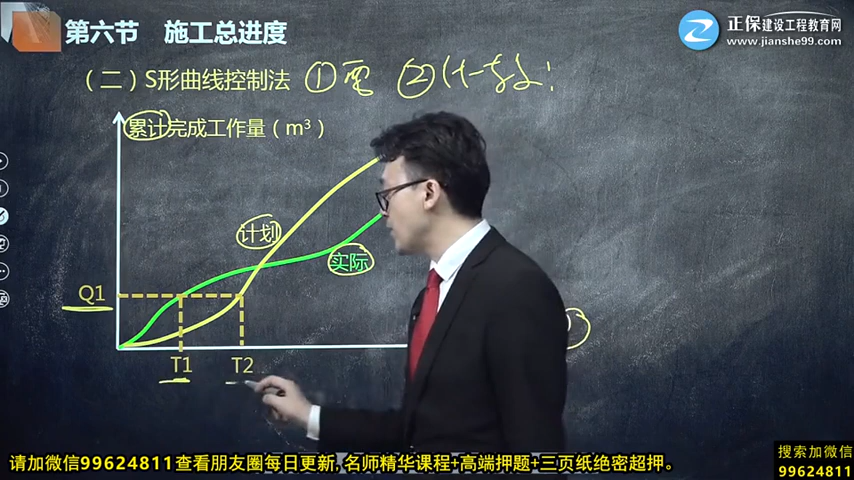 第六节 施工总进度
正保建设工程教育网
www.jianshe99.com
（二）S形曲线控制法 ① ②
累计完成工作量（m³）
计划
实际
Q1
T1 T2
请加微信99624811查看朋友圈每日更新,名师精华课程+高端押题+三页纸绝密超押。
搜索加微信
99624811